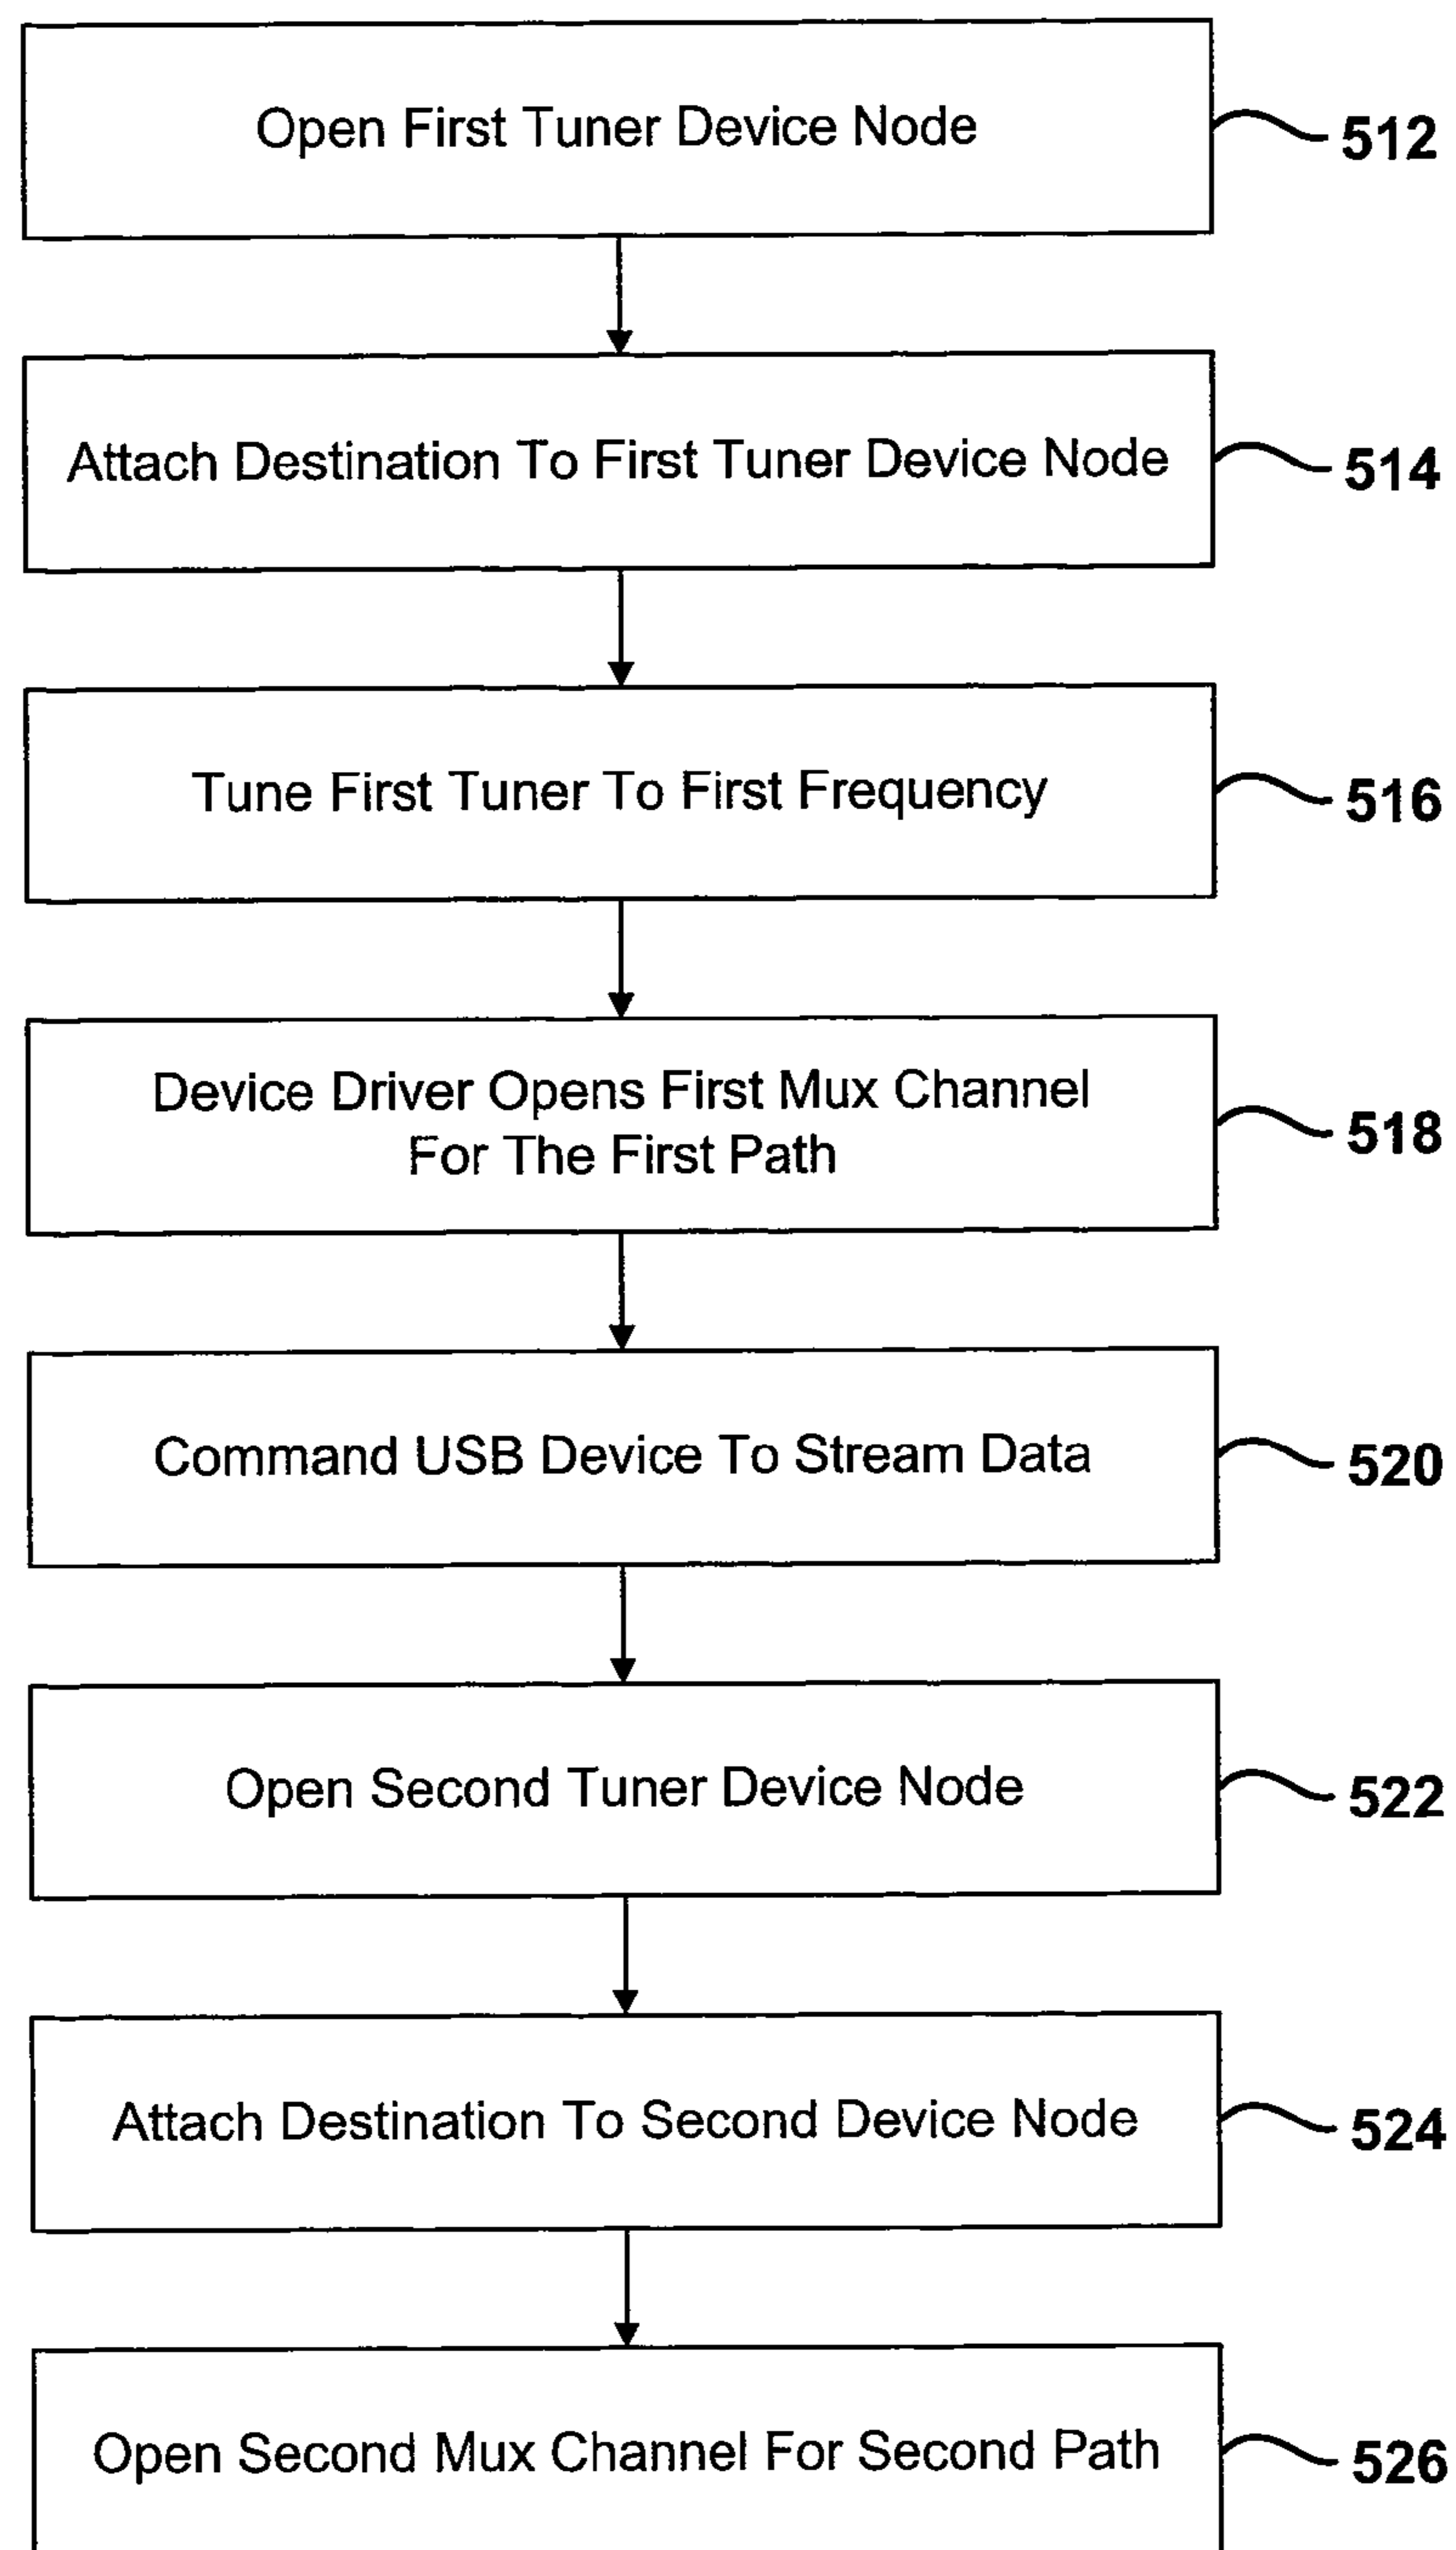 Open First Tuner Device Node
512
Attach Destination To First Tuner Device Node
514
Tune First Tuner To First Frequency
516
Device Driver Opens First Mux Channel
For The First Path
518
Command USB Device To Stream Data
520
Open Second Tuner Device Node
522
Attach Destination To Second Device Node
524
Open Second Mux Channel For Second Path
526